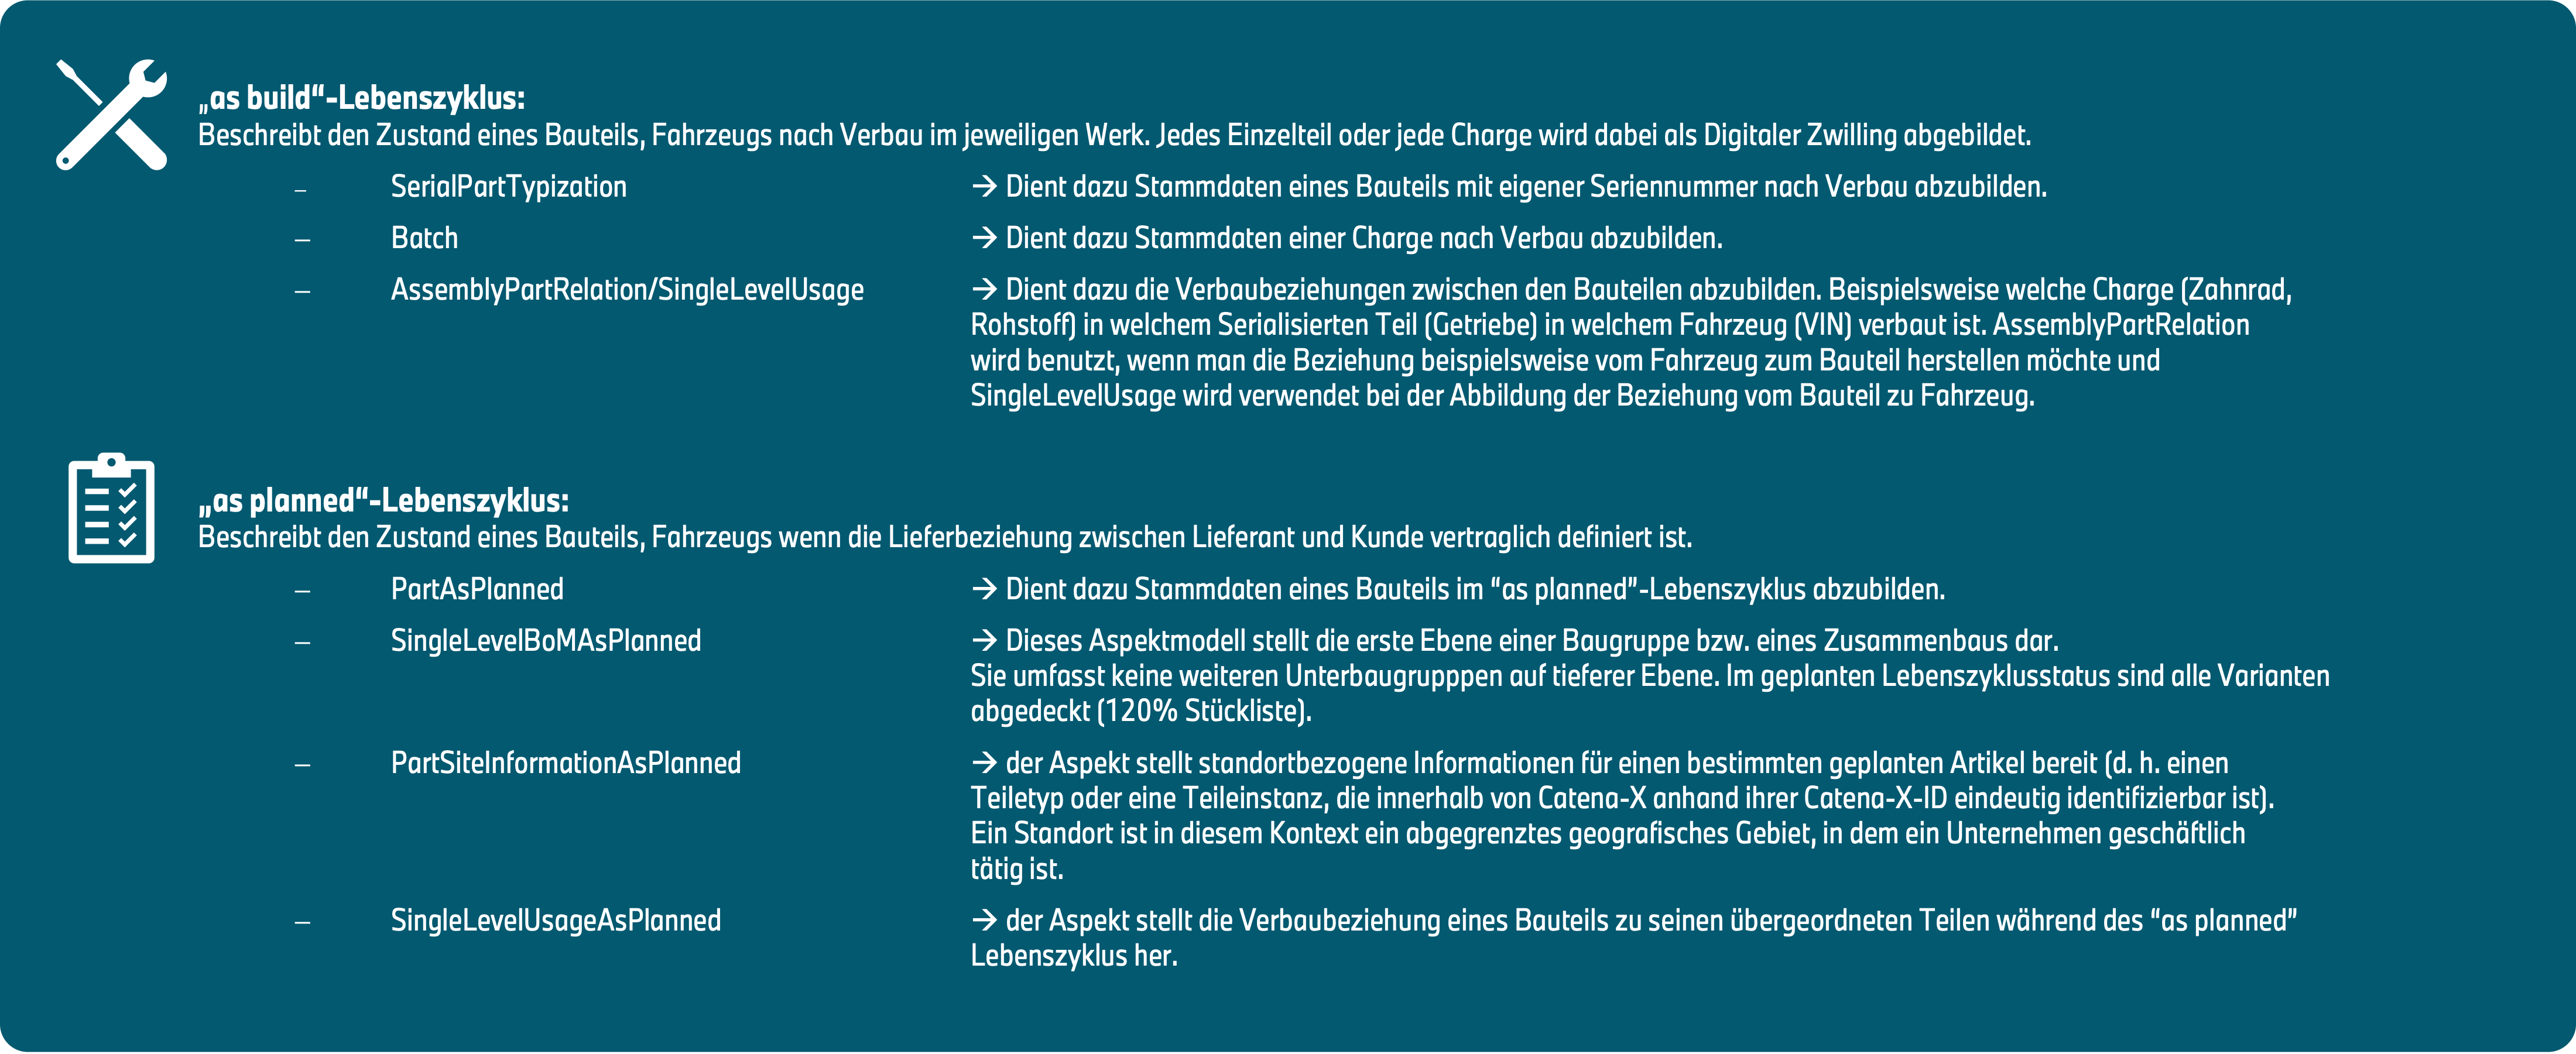 „as build“-Lebenszyklus:
Beschreibt den Zustand eines Bauteils, Fahrzeugs nach Verbau im jeweiligen Werk. Jedes Einzelteil oder jede Charge wird dabei als Digitaler Zwilling abgebildet.
– SerialPartTypization → Dient dazu Stammdaten eines Bauteils mit eigener Seriennummer nach Verbau abzubilden.
– Batch → Dient dazu Stammdaten einer Charge nach Verbau abzubilden.
– AssemblyPartRelation/SingleLevelUsage → Dient dazu die Verbaubeziehungen zwischen den Bauteilen abzubilden. Beispielsweise welche Charge (Zahnrad,
Rohstoff) in welchem Serialisierten Teil (Getriebe) in welchem Fahrzeug (VIN) verbaut ist. AssemblyPartRelation
wird benutzt, wenn man die Beziehung beispielsweise vom Fahrzeug zum Bauteil herstellen möchte und
SingleLevelUsage wird verwendet bei der Abbildung der Beziehung vom Bauteil zu Fahrzeug.
„as planned“-Lebenszyklus:
Beschreibt den Zustand eines Bauteils, Fahrzeugs wenn die Lieferbeziehung zwischen Lieferant und Kunde vertraglich definiert ist.
– PartAsPlanned → Dient dazu Stammdaten eines Bauteils im “as planned”-Lebenszyklus abzubilden.
– SingleLevelBoMAsPlanned → Dieses Aspektmodell stellt die erste Ebene einer Baugruppe bzw. eines Zusammenbaus dar.
Sie umfasst keine weiteren Unterbaugrupppen auf tieferer Ebene. Im geplanten Lebenszyklusstatus sind alle Varianten
abgedeckt (120% Stückliste).
– PartSiteInformationAsPlanned → der Aspekt stellt standortbezogene Informationen für einen bestimmten geplanten Artikel bereit (d. h. einen
Teiletyp oder eine Teileinstanz, die innerhalb von Catena-X anhand ihrer Catena-X-ID eindeutig identifizierbar ist).
Ein Standort ist in diesem Kontext ein abgegrenztes geografisches Gebiet, in dem ein Unternehmen geschäftlich
tätig ist.
– SingleLevelUsageAsPlanned → der Aspekt stellt die Verbaubeziehung eines Bauteils zu seinen übergeordneten Teilen während des “as planned”
Lebenszyklus her.